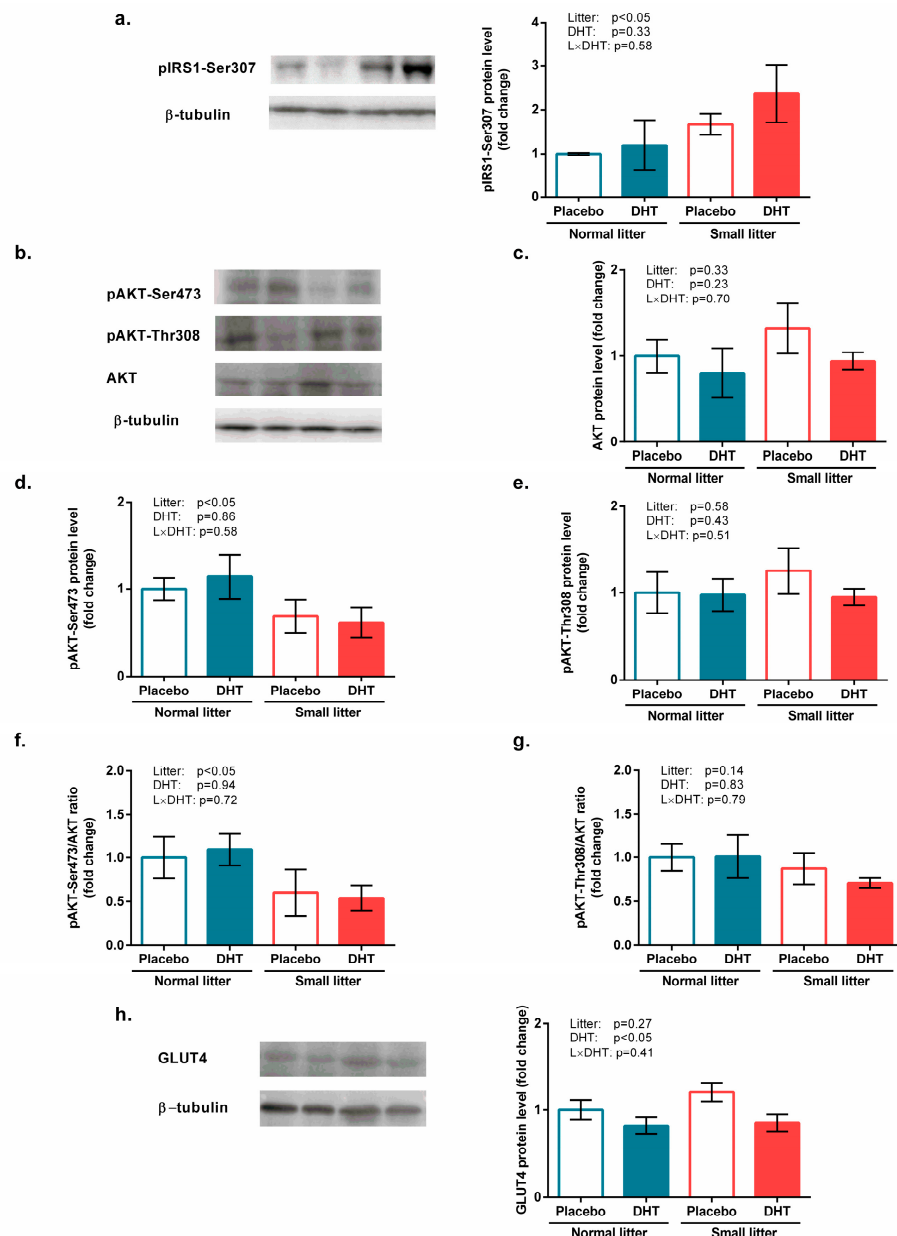 a.
pIRS1-Ser307
β-tubulin
pIRS1-Ser307 protein level
(fold change)
4
3
2
1
0
Litter: p<0.05
DHT: p=0.33
L×DHT: p=0.58
Placebo DHT Placebo DHT
Normal litter Small litter
b.
pAKT-Ser473
pAKT-Thr308
AKT
β-tubulin
c.
AKT protein level (fold change)
2
1
0
Litter: p=0.33
DHT: p=0.23
L×DHT: p=0.70
Placebo DHT Placebo DHT
Normal litter Small litter
d.
pAKT-Ser473 protein level
(fold change)
2
1
0
Litter: p<0.05
DHT: p=0.86
L×DHT: p=0.58
Placebo DHT Placebo DHT
Normal litter Small litter
e.
pAKT-Thr308 protein level
(fold change)
2
1
0
Litter: p=0.58
DHT: p=0.43
L×DHT: p=0.51
Placebo DHT Placebo DHT
Normal litter Small litter
f.
pAKT-Ser473/AKT ratio
(fold change)
2.0
1.5
1.0
0.5
0.0
Litter: p<0.05
DHT: p=0.94
L×DHT: p=0.72
Placebo DHT Placebo DHT
Normal litter Small litter
g.
pAKT-Thr308/AKT ratio
(fold change)
2.0
1.5
1.0
0.5
0.0
Litter: p=0.14
DHT: p=0.83
L×DHT: p=0.79
Placebo DHT Placebo DHT
Normal litter Small litter
h.
GLUT4
β-tubulin
GLUT4 protein level (fold change)
2
1
0
Litter: p=0.27
DHT: p<0.05
L×DHT: p=0.41
Placebo DHT Placebo DHT
Normal litter Small litter